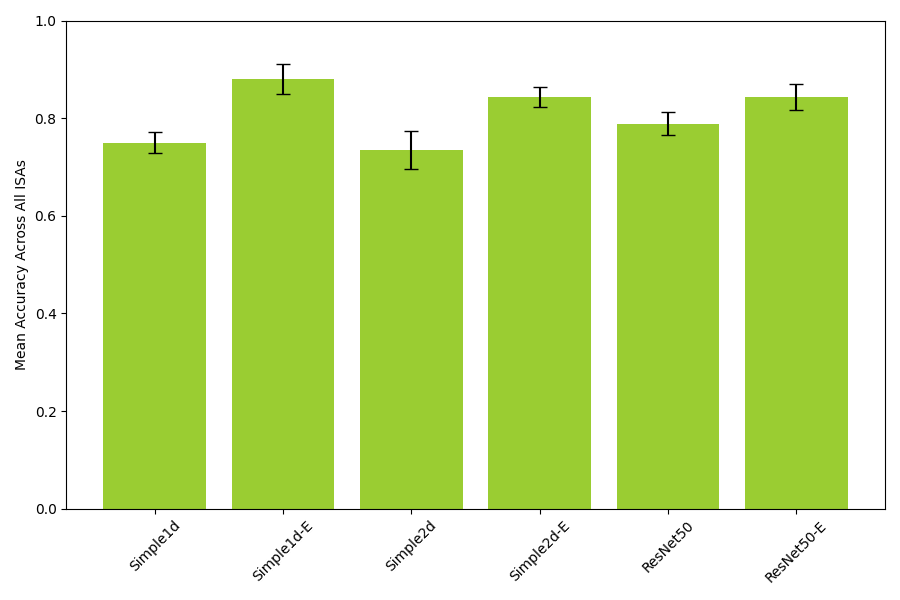 Mean Accuracy Across All ISAs
1.0
0.8
0.6
0.4
0.2
0.0
Simple1d
Simple1d-E
Simple2d
Simple2d-E
ResNet50
ResNet50-E